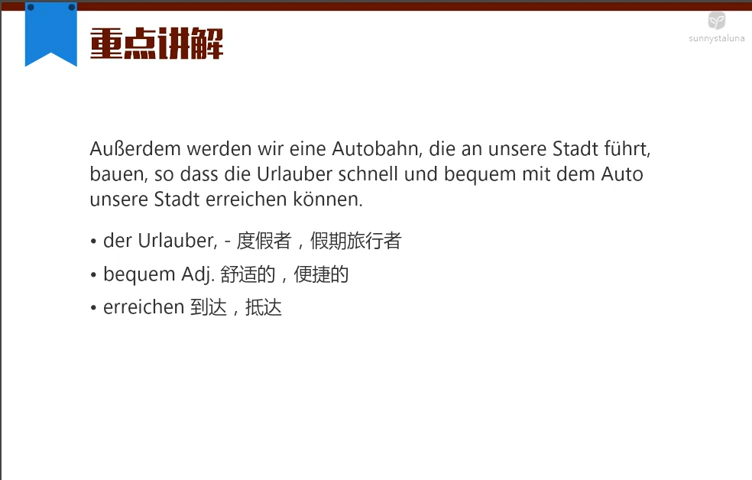 重点讲解
sunnystaluna
Außerdem werden wir eine Autobahn, die an unsere Stadt führt,
bauen, so dass die Urlauber schnell und bequem mit dem Auto
unsere Stadt erreichen können.
• der Urlauber, - 度假者，假期旅行者
• bequem Adj. 舒适的，便捷的
• erreichen 到达，抵达